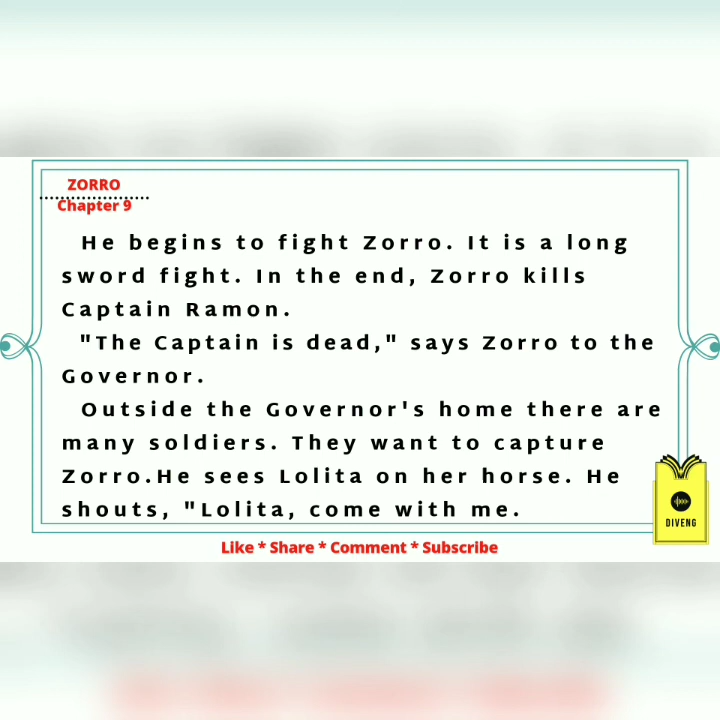 ZORRO
Chapter 9
He begins to fight Zorro. It is a long
sword fight. In the end, Zorro kills
Captain Ramon.
"The Captain is dead," says Zorro to the
Governor.
Outside the Governor's home there are
many soldiers. They want to capture
Zorro.He sees Lolita on her horse. He
shouts, "Lolita, come with me.
DIVENG
Like * Share * Comment * Subscribe